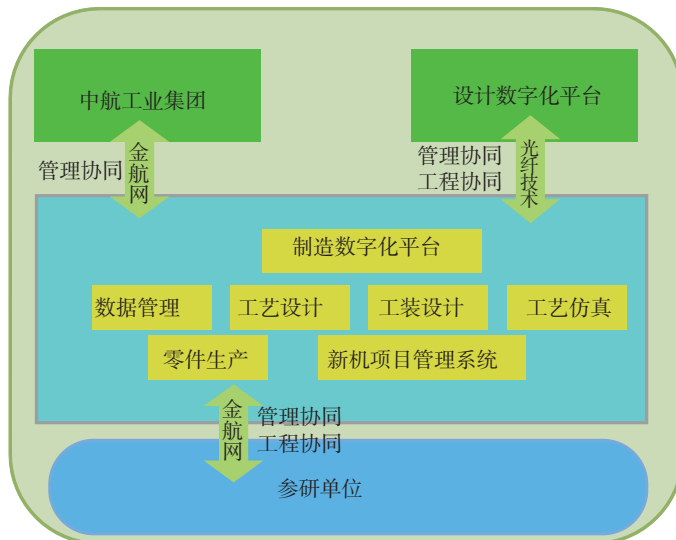 中航工业集团
设计数字化平台
管理协同
金航网
管理协同
工程协同
光纤技术
制造数字化平台
数据管理
工艺设计
工装设计
工艺仿真
零件生产
新机项目管理系统
金航网
管理协同
工程协同
参研单位